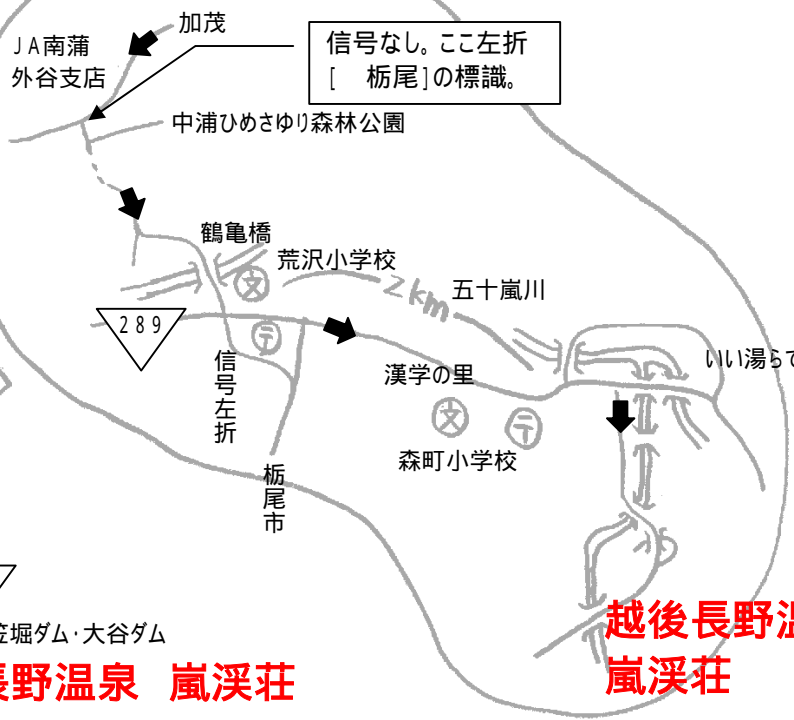 加茂
JA南蒲
外谷支店
信号なし。ここ左折
[　栃尾]の標識。
中浦ひめさゆり森林公園
鶴亀橋
荒沢小学校
文
2km
五十嵐川
289
〒
信号左折
漢学の里
いい湯らて
文
〒
森町小学校
栃尾市
笠堀ダム・大谷ダム
長野温泉 嵐渓荘
越後長野温
嵐渓荘